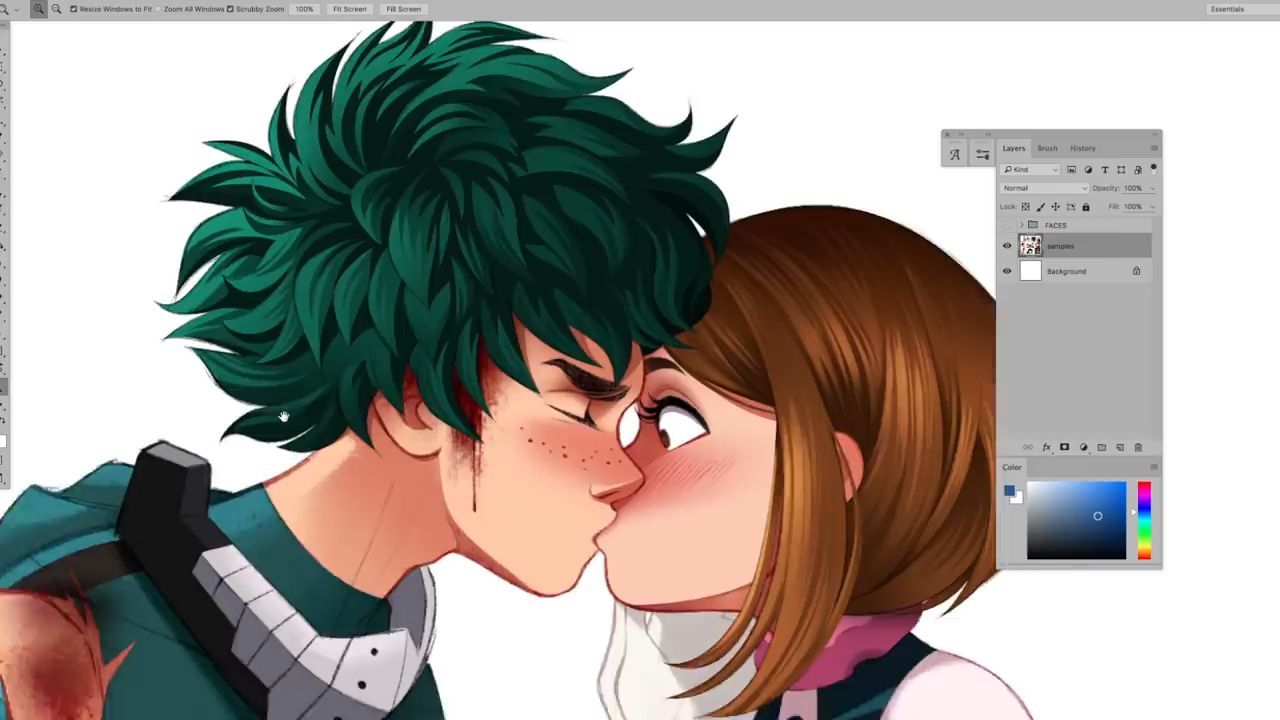 Resize Windows to Fit Zoom All Windows Scrubby Zoom 100% Fit Screen Fill Screen Essentials
Layers Brush History
Kind
Normal Opacity: 100%
Lock: Fill: 100%
FACES
samples
Background
fx
Color